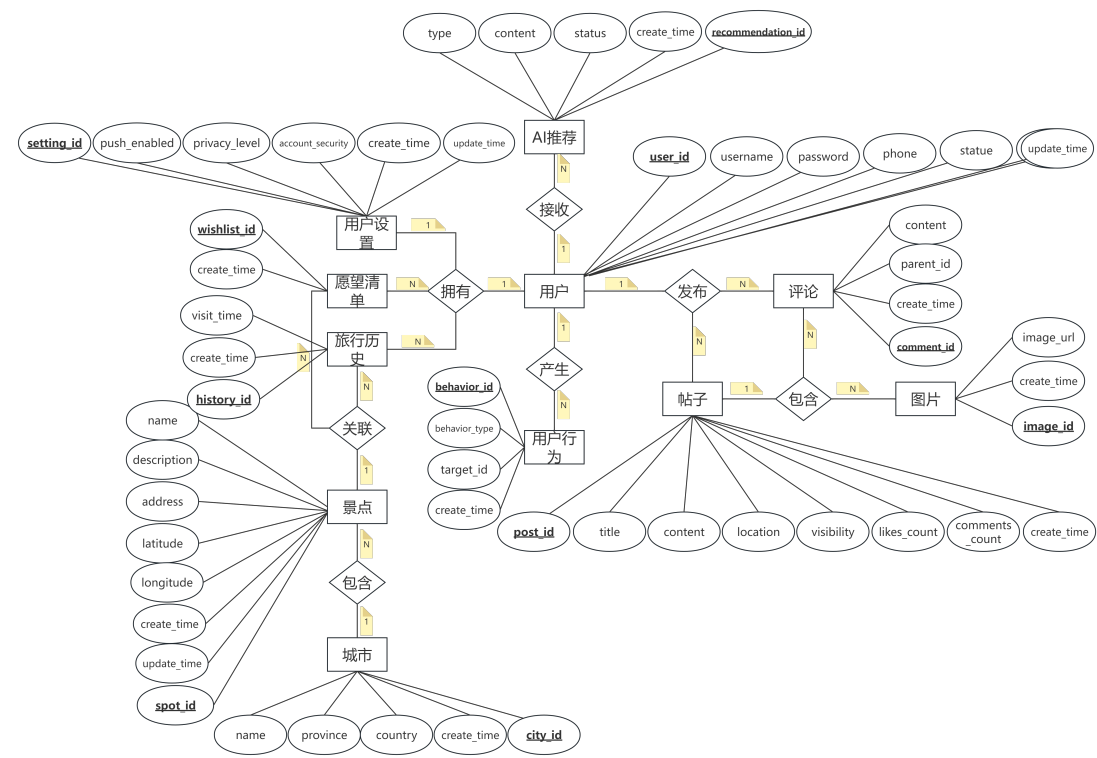 type
content
status
create_time
recommendation_id
AI推荐
N
接收
1
setting_id
push_enabled
privacy_level
account_security
create_time
update_time
user_id
username
password
phone
statue
update_time
用户设
置
1
wishlist_id
create_time
愿望清
单
N
拥有
1
用户
1
发布
N
评论
content
parent_id
create_time
comment_id
visit_time
create_time
history_id
旅行历
史
N
N
N
关联
1
1
产生
N
behavior_id
behavior_type
target_id
create_time
用户行
为
N
N
帖子
1
包含
N
图片
image_url
create_time
image_id
post_id
title
content
location
visibility
likes_count
comments
_count
create_time
name
description
address
latitude
longitude
create_time
update_time
spot_id
景点
N
包含
1
城市
name
province
country
create_time
city_id